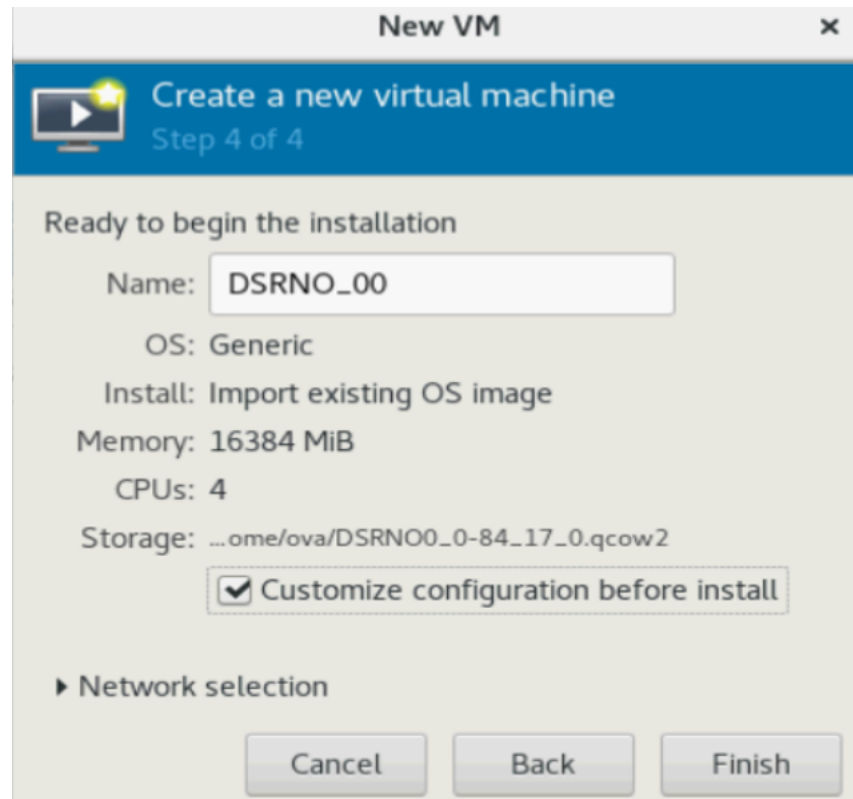 New VM ×
Create a new virtual machine
Step 4 of 4
Ready to begin the installation
Name: DSRNO_00
OS: Generic
Install: Import existing OS image
Memory: 16384 MiB
CPUs: 4
Storage: ...ome/ova/DSRNO0_0-84_17_0.qcow2
Customize configuration before install
Network selection
Cancel Back Finish